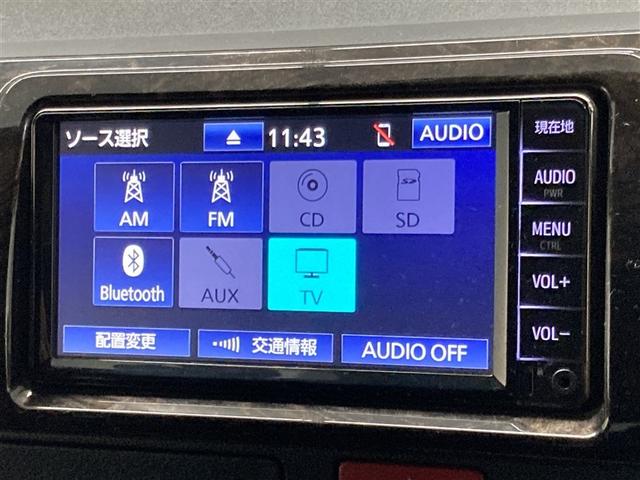 ソース選択
11:43
AUDIO
AM
FM
CD
SD
Bluetooth
AUX
TV
配置変更
交通情報
AUDIO OFF
現在地
AUDIO
PWR
MENU
CTRL
VOL+
VOL-